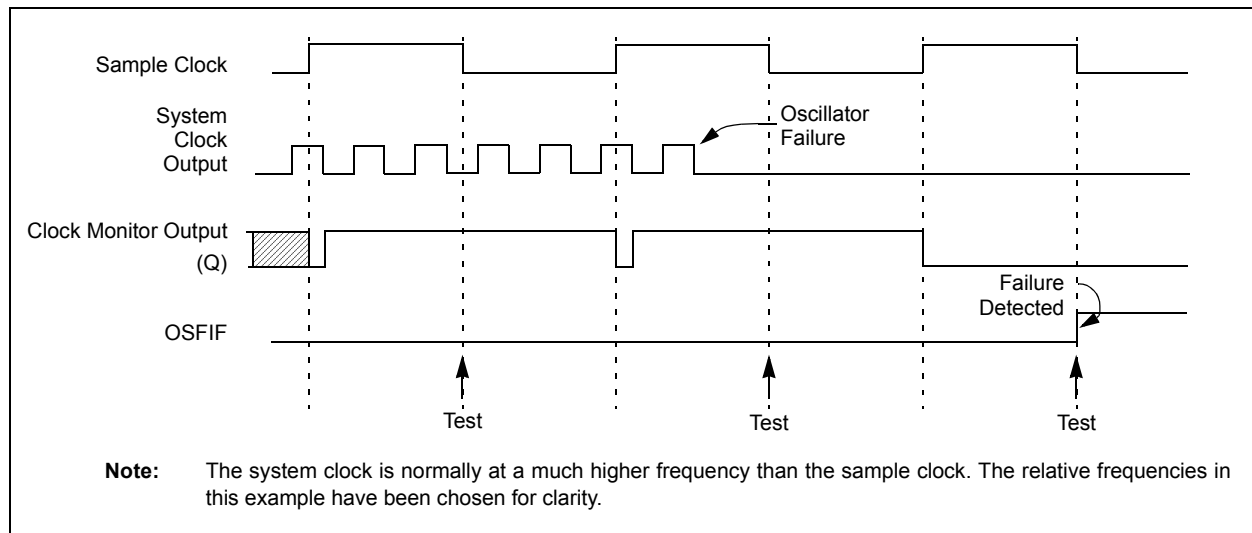 Sample Clock
System
Clock
Output
Oscillator
Failure
Clock Monitor Output
(Q)
Failure
Detected
OSFIF
Test
Test
Test
Note: The system clock is normally at a much higher frequency than the sample clock. The relative frequencies in
this example have been chosen for clarity.